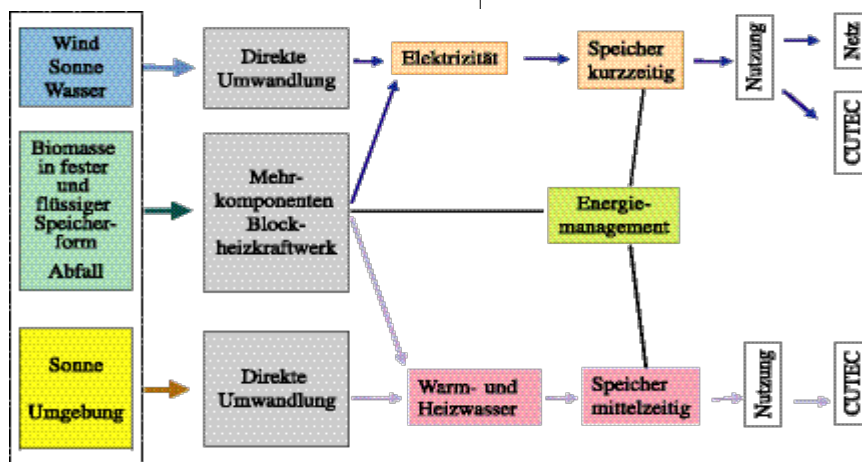 Wind
Sonne
Wasser
Direkte
Umwandlung
Elektrizität
Speicher
kurzzeitig
Nutzung
Netz
CUTEC
Biomasse
in fester
und
flüssiger
Speicher-
form
Abfall
Mehr-
komponenten
Block-
heizkraftwerk
Energie-
management
Sonne
Umgebung
Direkte
Umwandlung
Warm- und
Heizwasser
Speicher
mittelzeitig
Nutzung
CUTEC